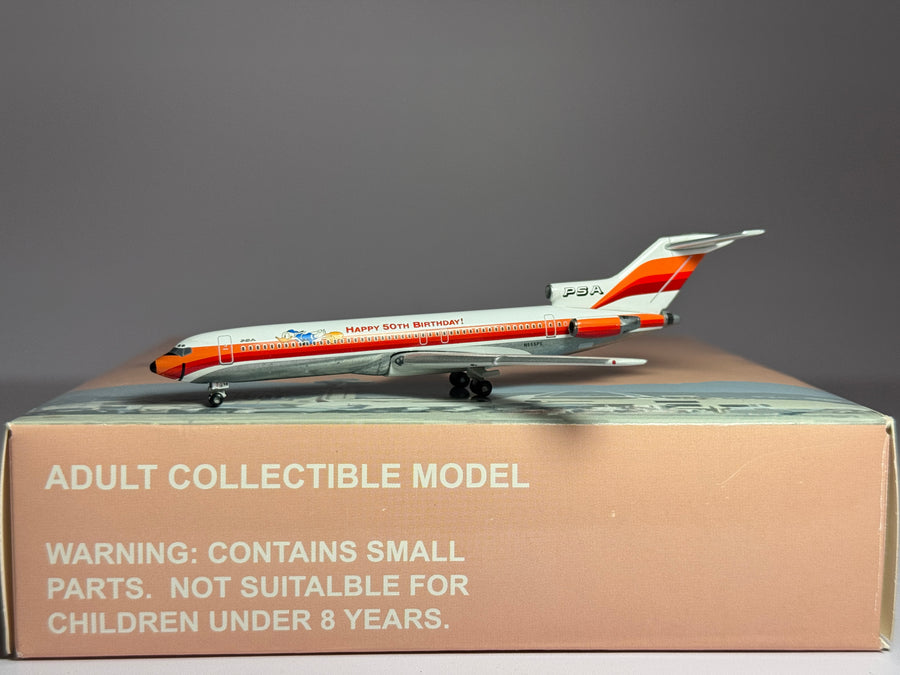 HAPPY 50TH BIRTHDAY!
PSA
PSA
ADULT COLLECTIBLE MODEL
WARNING: CONTAINS SMALL
PARTS. NOT SUITALBLE FOR
CHILDREN UNDER 8 YEARS.